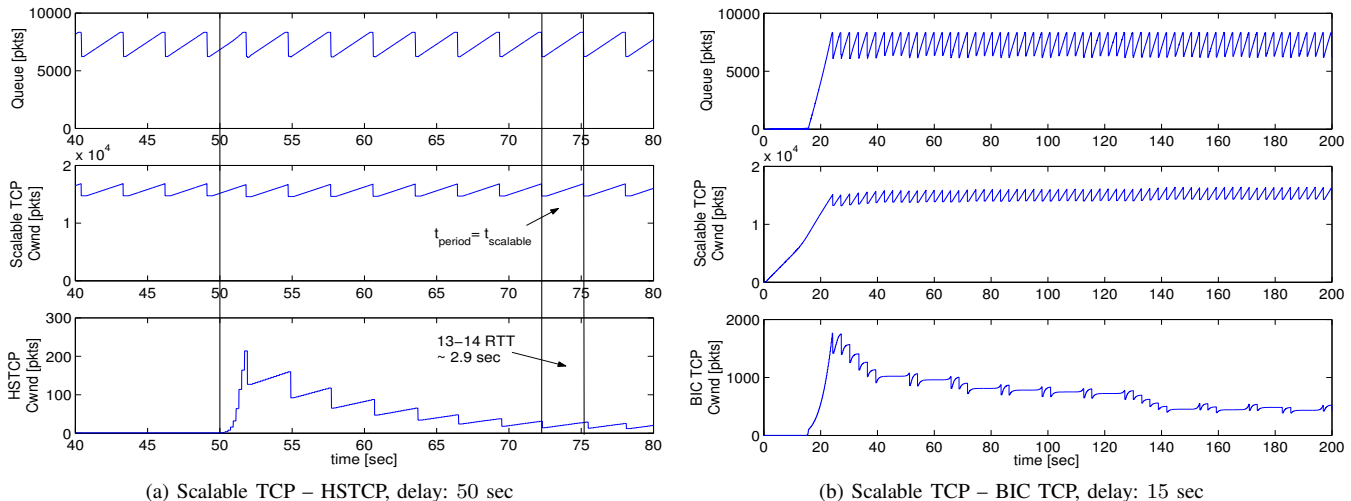 10000
5000
0
Queue [pkts]
40 45 50 55 60 65 70 75 80
x 10⁴
2
1
0
Scalable TCP
Cwnd [pkts]
t_period = t_scalable
40 45 50 55 60 65 70 75 80
300
200
100
0
HSTCP
Cwnd [pkts]
13–14 RTT
~ 2.9 sec
40 45 50 55 60 65 70 75 80
time [sec]
(a) Scalable TCP – HSTCP, delay: 50 sec
10000
5000
0
Queue [pkts]
0 20 40 60 80 100 120 140 160 180 200
x 10⁴
2
1
0
Scalable TCP
Cwnd [pkts]
0 20 40 60 80 100 120 140 160 180 200
2000
1000
0
BIC TCP
Cwnd [pkts]
0 20 40 60 80 100 120 140 160 180 200
time [sec]
(b) Scalable TCP – BIC TCP, delay: 15 sec